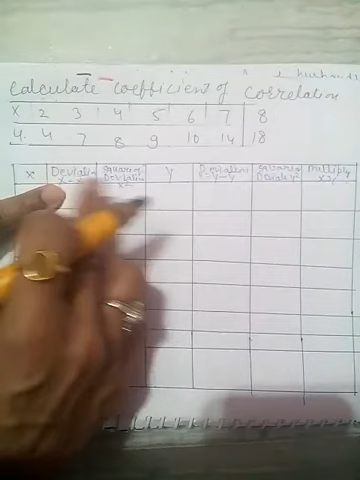 Calculate coefficient of correlation
X 2 3 4 5 6 7 8
Y. 4 7 8 9 10 14 18
X Deviation Square of Deviation x² Y Deviation Y - Y Square of Deviation Multiply